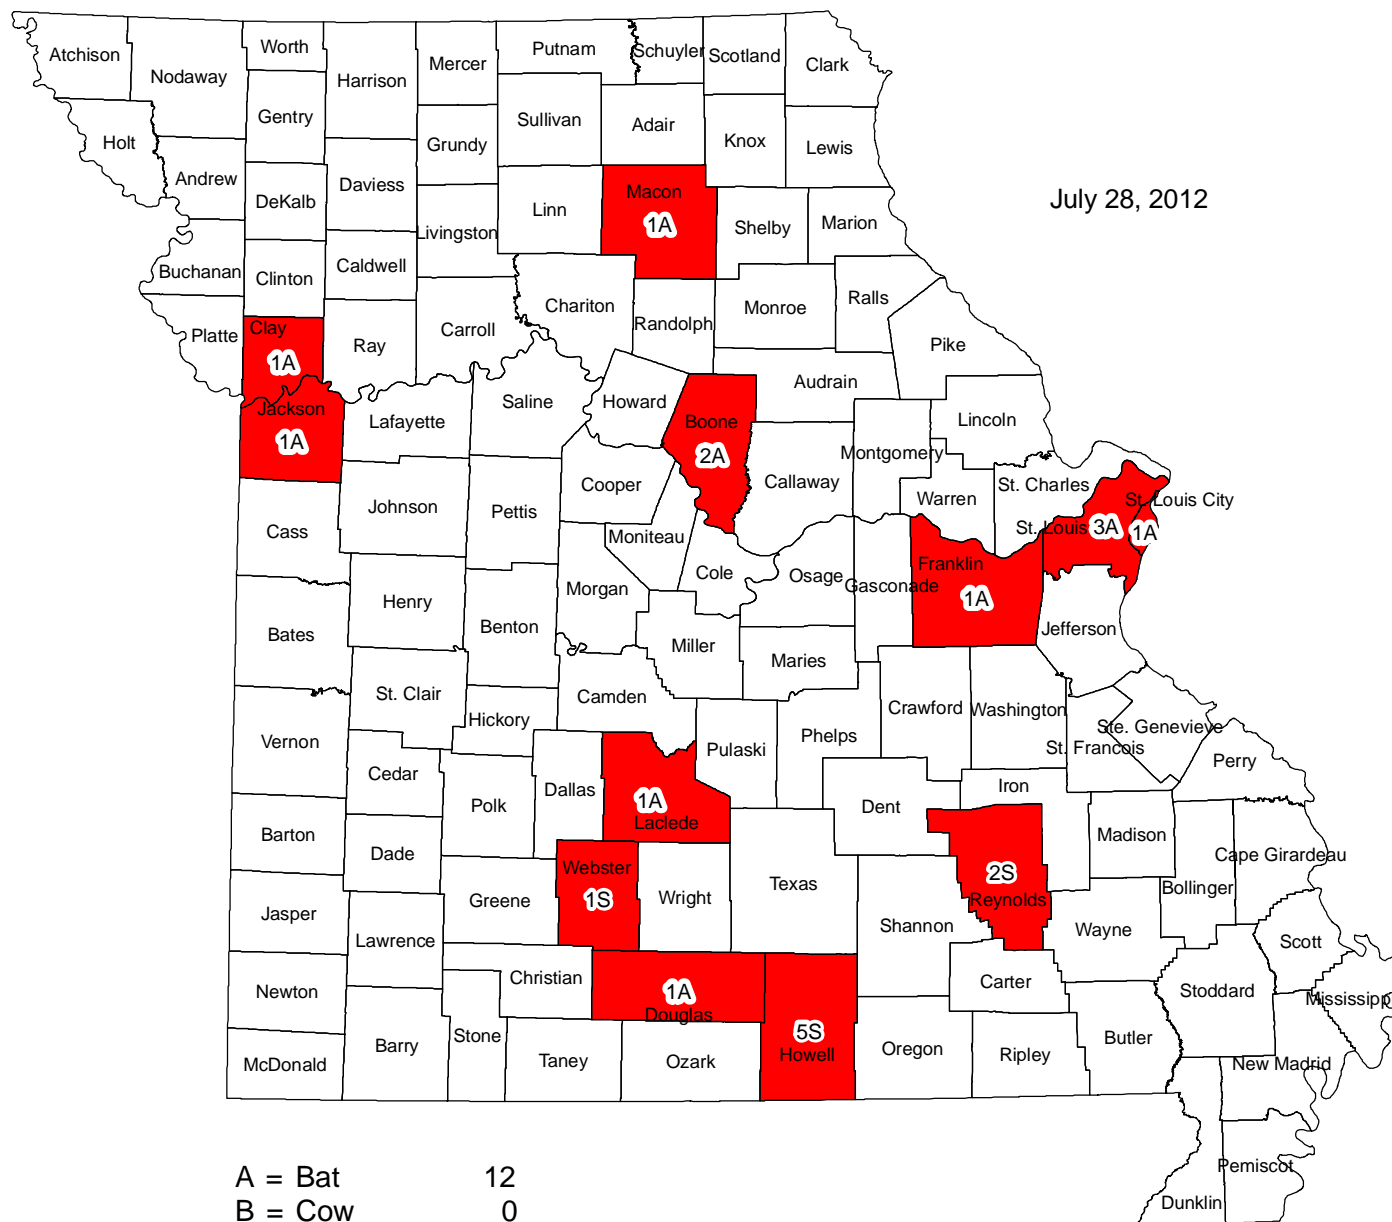 Atchison
Nodaway
Worth
Harrison
Mercer
Putnam
Schuyler
Scotland
Clark
Gentry
Sullivan
Adair
Knox
Lewis
Holt
Grundy
Andrew
DeKalb
Daviess
Macon
1A
July 28, 2012
Linn
Livingston
Shelby
Marion
Buchanan
Clinton
Caldwell
Chariton
Monroe
Ralls
Platte
Clay
1A
Ray
Carroll
Randolph
Pike
Audrain
Jackson
1A
Lafayette
Saline
Howard
Boone
2A
Lincoln
Montgomery
Callaway
Cooper
Warren
St. Charles
St. Louis City
1A
St. Louis
3A
Johnson
Pettis
Cass
Moniteau
Cole
Osage
Gasconade
Franklin
1A
Henry
Morgan
Benton
Bates
Miller
Maries
Jefferson
St. Clair
Camden
Crawford
Washington
Hickory
Vernon
Pulaski
Phelps
Ste. Genevieve
St. Francois
Perry
Cedar
Polk
Dallas
1A
Laclede
Dent
Iron
Barton
Dade
Madison
Cape Girardeau
Webster
1S
Wright
Texas
2S
Reynolds
Bollinger
Jasper
Greene
Shannon
Wayne
Lawrence
Scott
Christian
Newton
1A
Douglas
Carter
Stoddard
Mississipp
5S
Howell
Stone
Barry
McDonald
Taney
Ozark
Oregon
Ripley
Butler
New Madrid
Pemiscot
Dunklin
A = Bat 12
B = Cow 0